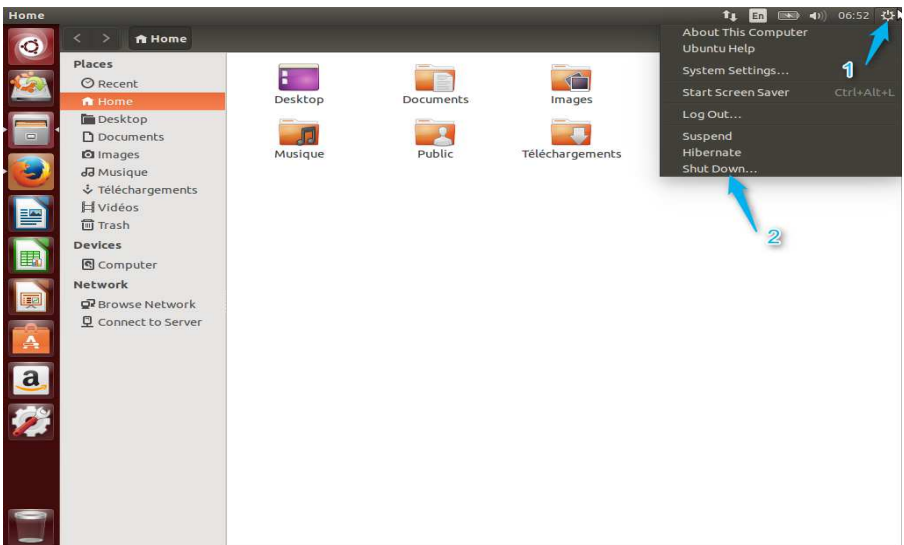 Home
En
06:52
Home
About This Computer
Ubuntu Help
System Settings...
Start Screen Saver Ctrl+Alt+L
Log Out...
Suspend
Hibernate
Shut Down...
1
2
Places
Recent
Home
Desktop
Documents
Images
Musique
Téléchargements
Vidéos
Trash
Devices
Computer
Network
Browse Network
Connect to Server
Desktop
Documents
Images
Musique
Public
Téléchargements
a